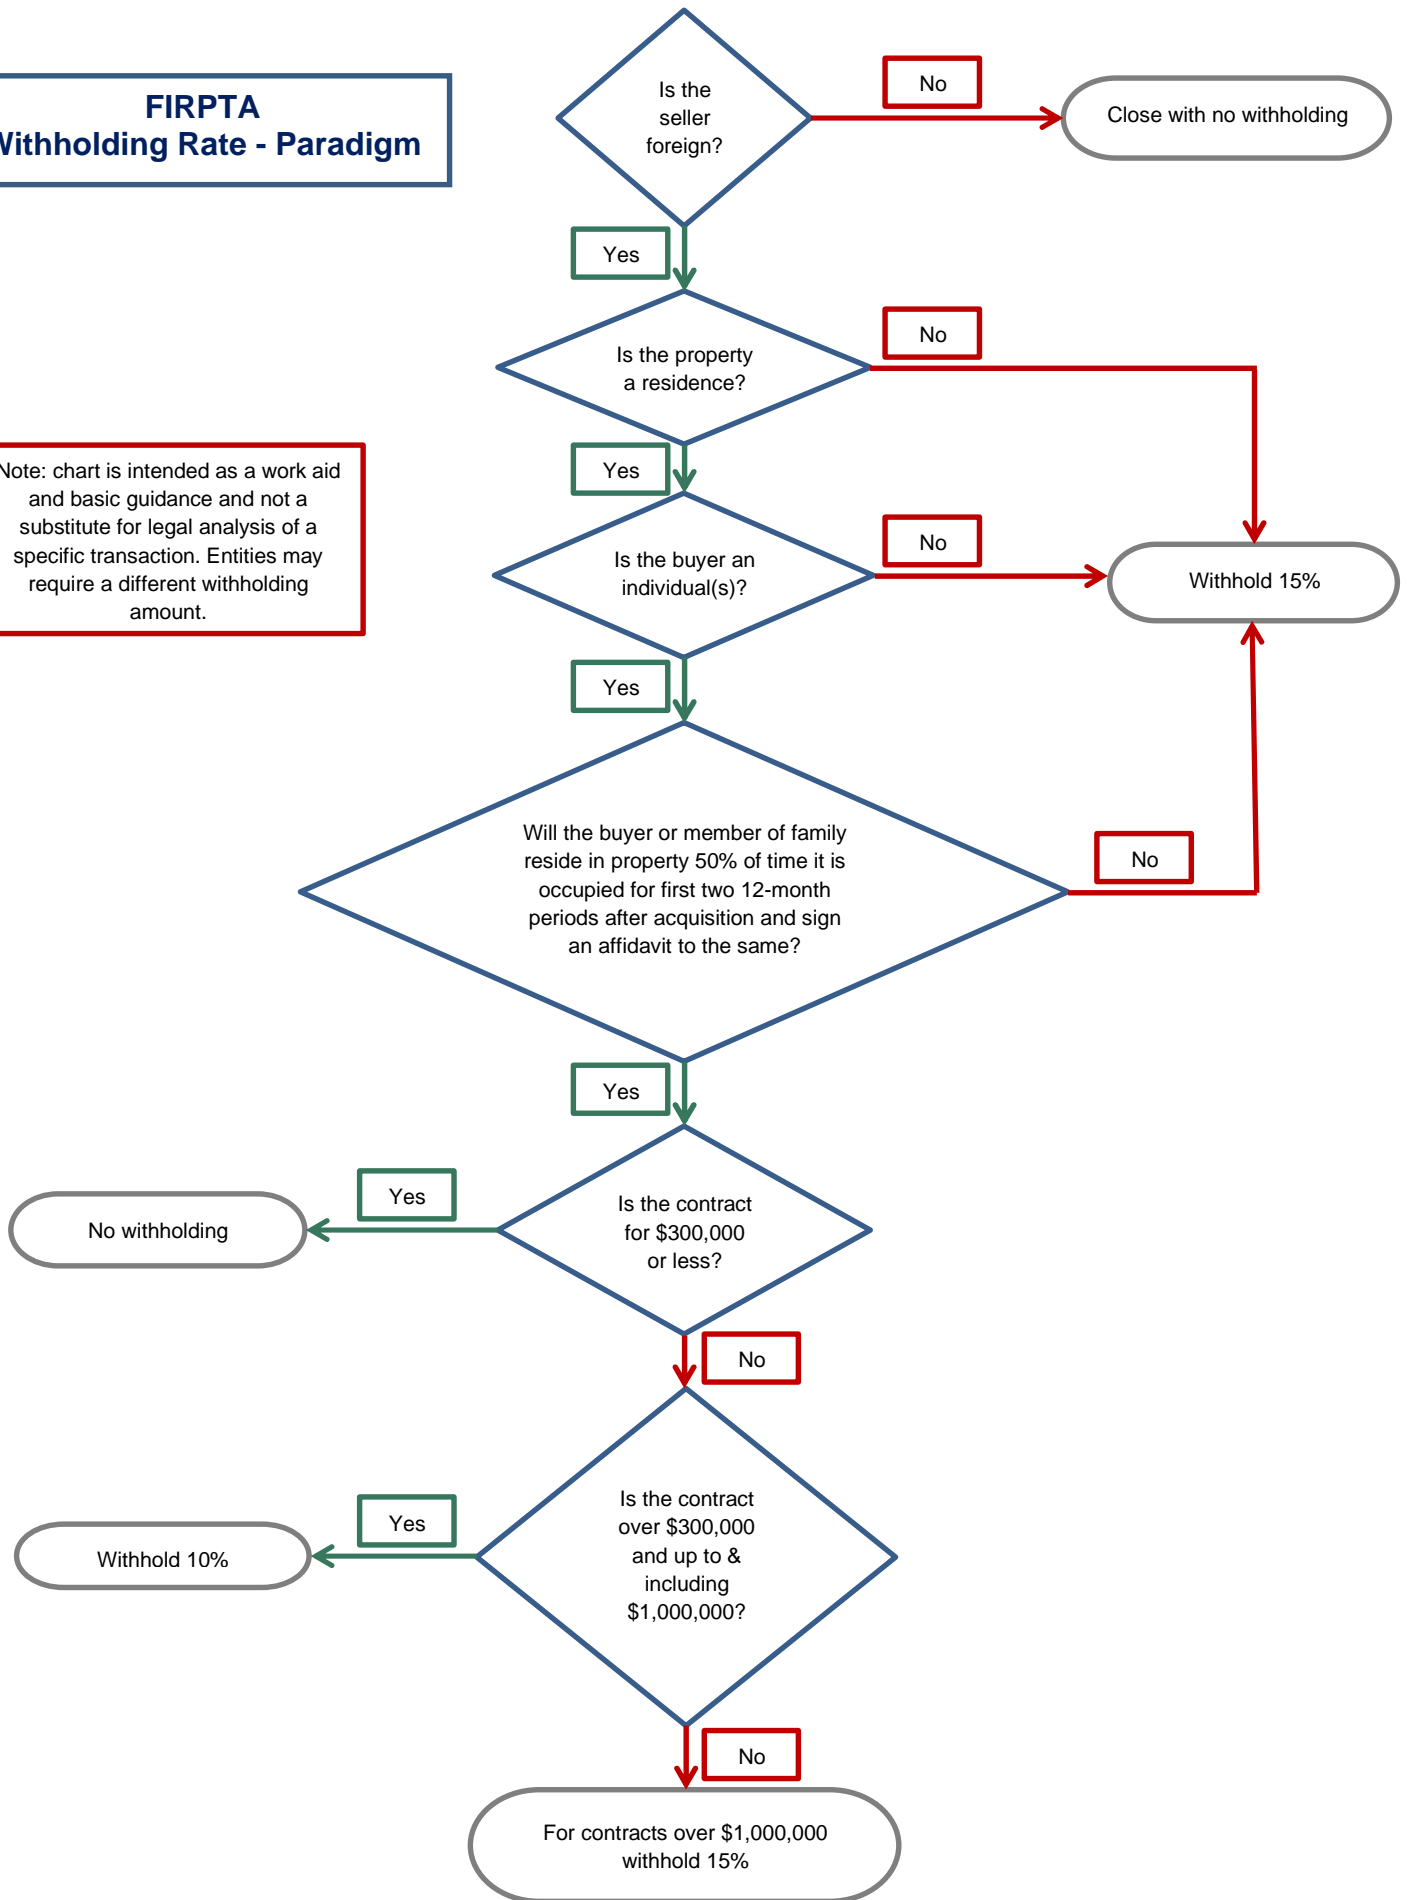 Is the
seller
foreign?
No
Close with no withholding
FIRPTA
Withholding Rate - Paradigm
Yes
Is the property
a residence?
No
Yes
Note: chart is intended as a work aid
and basic guidance and not a
substitute for legal analysis of a
specific transaction. Entities may
require a different withholding
amount.
Is the buyer an
individual(s)?
No
Withhold 15%
Yes
Will the buyer or member of family
reside in property 50% of time it is
occupied for first two 12-month
periods after acquisition and sign
an affidavit to the same?
No
Yes
Is the contract
for $300,000
or less?
Yes
No withholding
No
Is the contract
over $300,000
and up to &
including
$1,000,000?
Yes
Withhold 10%
No
For contracts over $1,000,000
withhold 15%